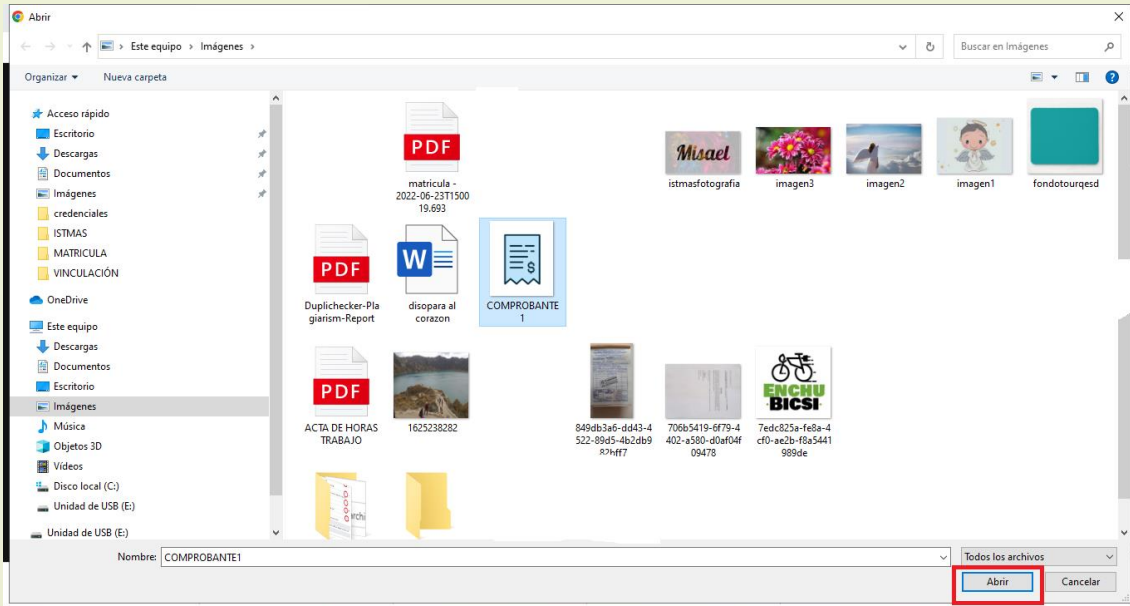 Abrir
Este equipo > Imágenes >
Buscar en Imágenes
Organizar
Nueva carpeta
Acceso rápido
Escritorio
Descargas
Documentos
Imágenes
credenciales
ISTMAS
MATRICULA
VINCULACIÓN
OneDrive
Este equipo
Descargas
Documentos
Escritorio
Imágenes
Música
Objetos 3D
Vídeos
Disco local (C:)
Unidad de USB (E:)
Unidad de USB (E:)
PDF
matricula -
2022-06-23T1500
19.693
Misael
istmasfotografia
imagen3
imagen2
imagen1
fondotourqesd
PDF
Duplichecker-Pla
giarism-Report
W
disopara al
corazon
$
COMPROBANTE
1
PDF
ACTA DE HORAS
TRABAJO
1625238282
849db3a6-dd43-4
522-89d5-4b2db9
82bff7
706b5419-6f79-4
402-a580-d0af04f
09478
ENCHU
BICSI
7edc825a-fe8a-4
cf0-ae2b-f8a5441
989de
archi
Nombre:
COMPROBANTE1
Todos los archivos
Abrir
Cancelar